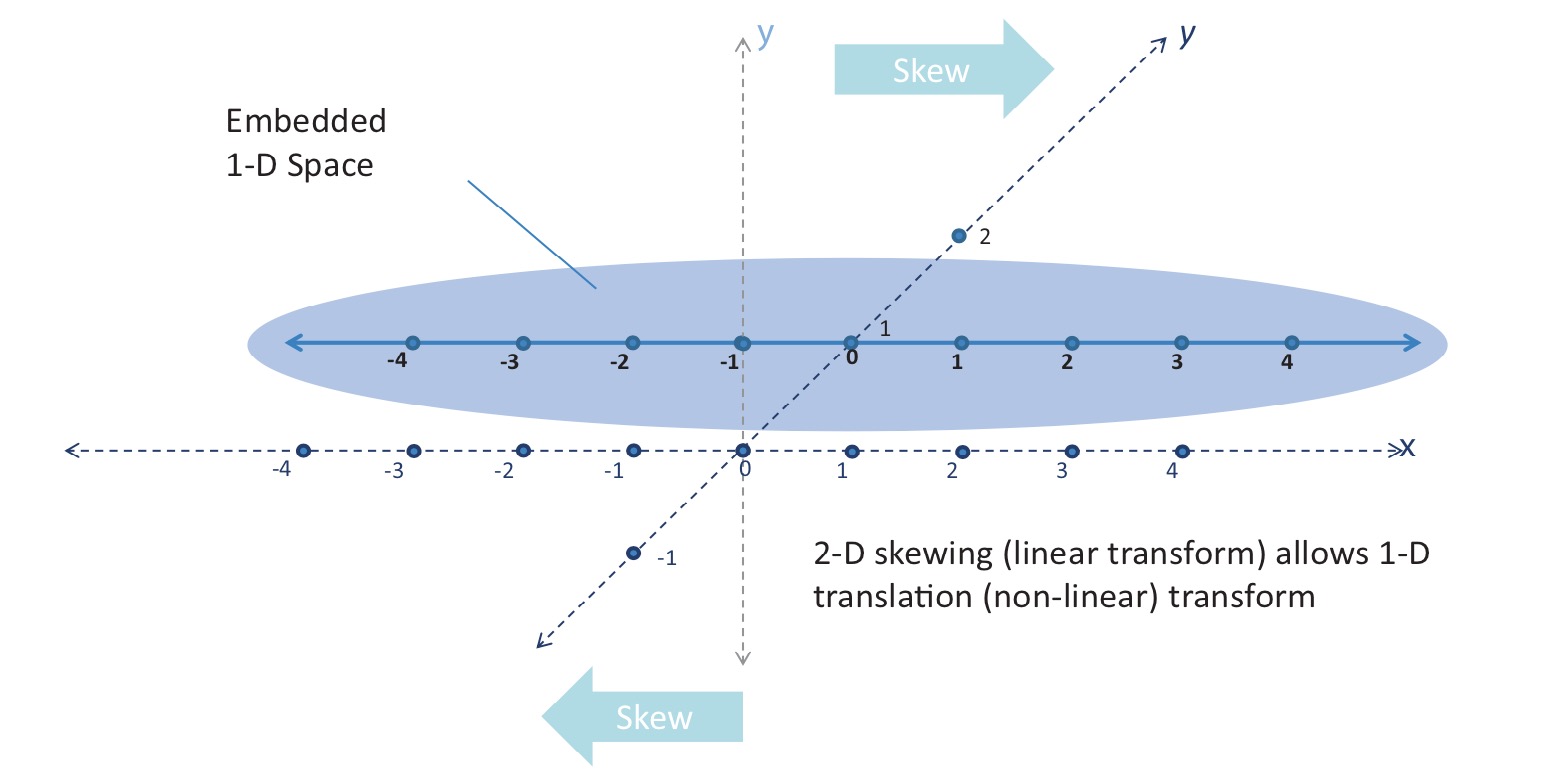 y
Skew
y
Embedded
1-D Space
2
1
-4 -3 -2 -1 0 1 2 3 4
x
-4 -3 -2 -1 0 1 2 3 4
-1
2-D skewing (linear transform) allows 1-D
translation (non-linear) transform
Skew